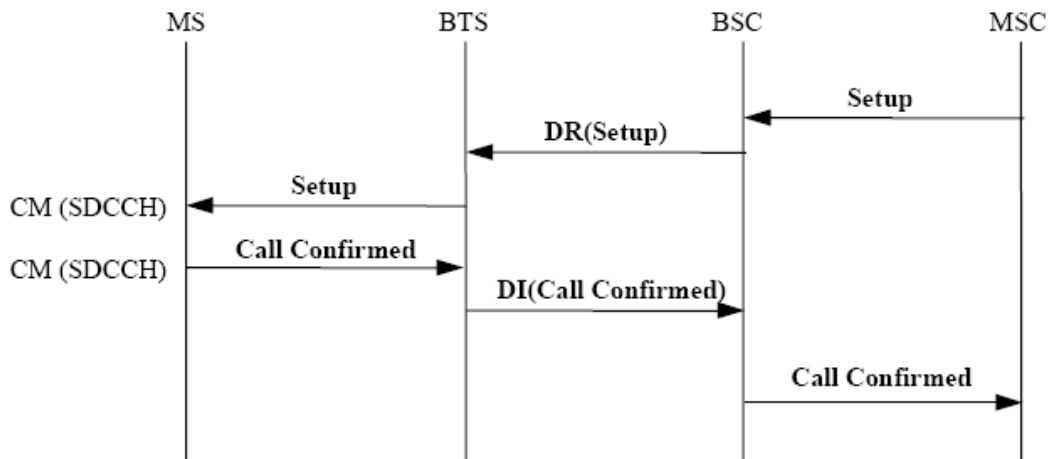 MS BTS BSC MSC
Setup
DR(Setup)
Setup
CM (SDCCH)
Call Confirmed
CM (SDCCH)
DI(Call Confirmed)
Call Confirmed